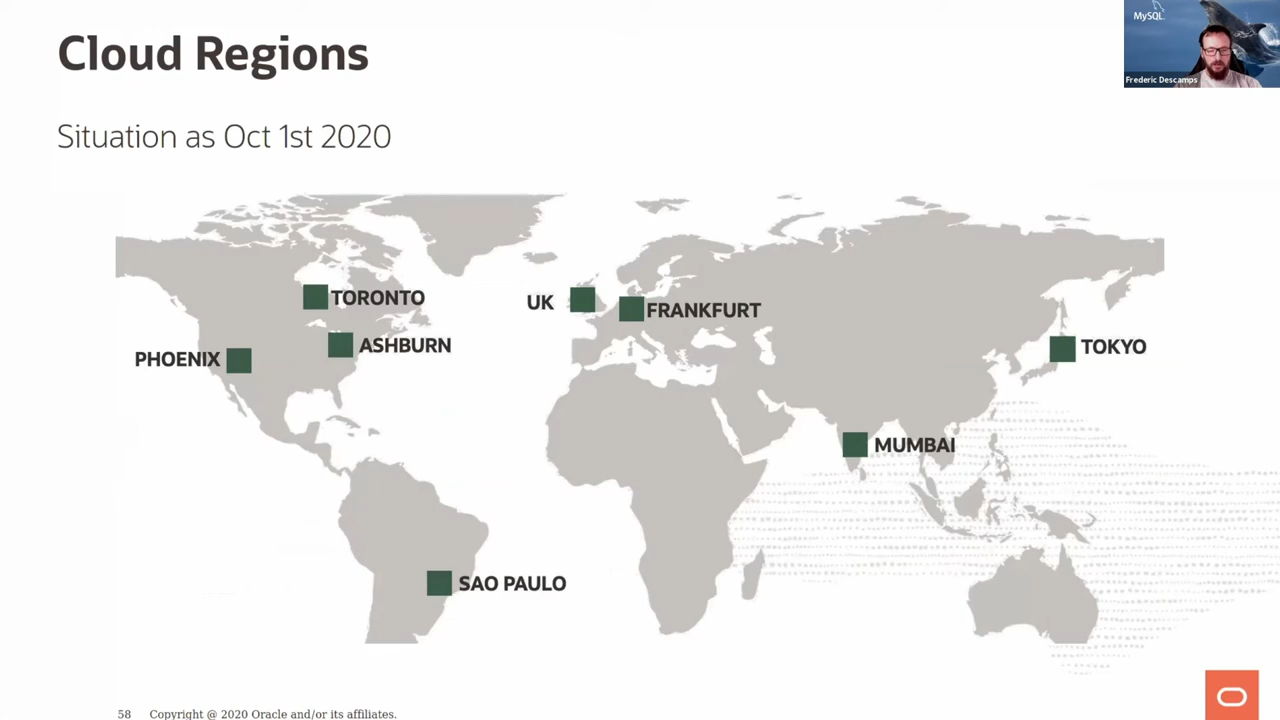 Cloud Regions
MySQL
Frederic Descamps
Situation as Oct 1st 2020
TORONTO
UK
FRANKFURT
ASHBURN
PHOENIX
TOKYO
MUMBAI
SAO PAULO
58 Copyright @ 2020 Oracle and/or its affiliates.